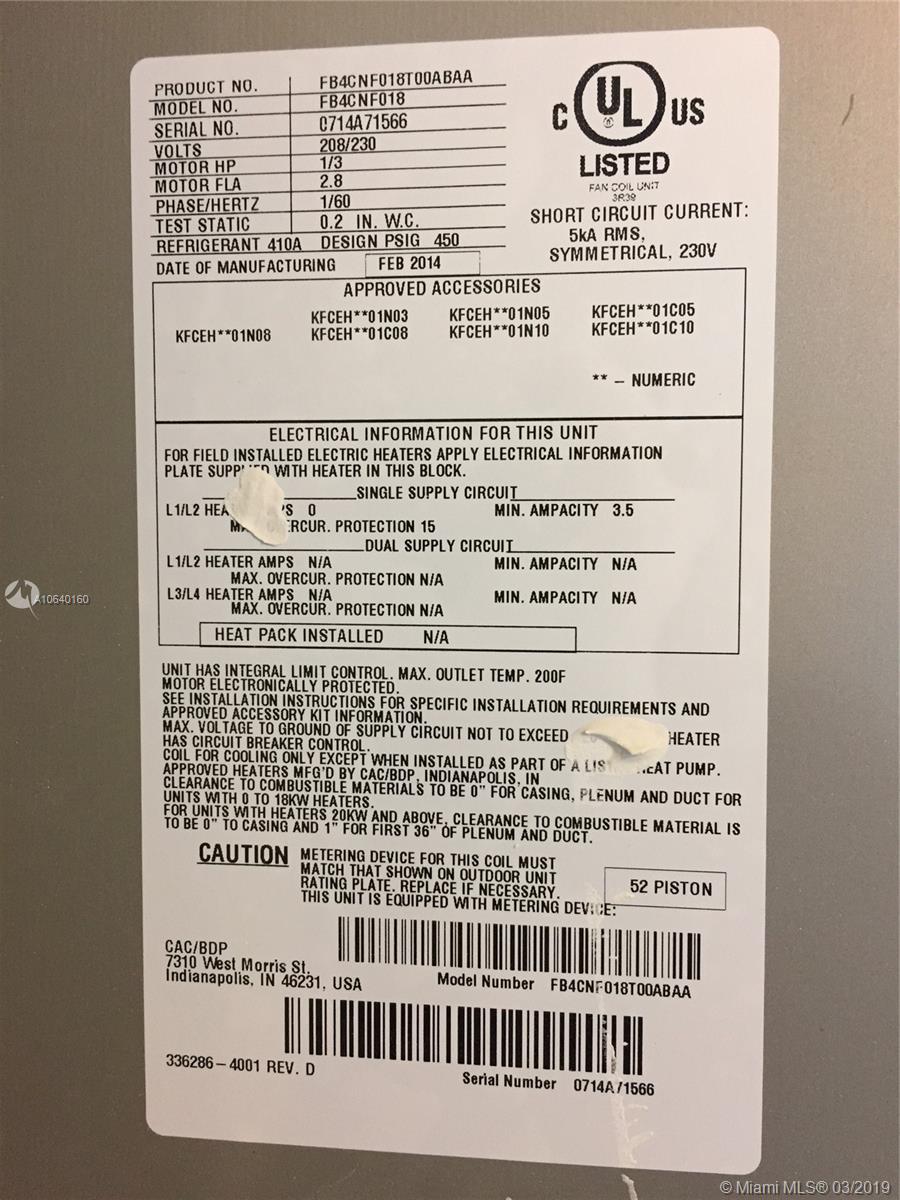 PRODUCT NO. FB4CNF018T00ABAA
MODEL NO. FB4CNF018
SERIAL NO. 0714A71566
VOLTS 208/230
MOTOR HP 1/3
MOTOR FLA 2.8
PHASE/HERTZ 1/60
TEST STATIC 0.2 IN. W.C.
REFRIGERANT 410A DESIGN PSIG 450
DATE OF MANUFACTURING FEB 2014
C UL US
LISTED
FAN COIL UNIT
3R39
SHORT CIRCUIT CURRENT:
5kA RMS,
SYMMETRICAL, 230V
APPROVED ACCESSORIES
KFCEH**01N03 KFCEH**01N05 KFCEH**01C05
KFCEH**01N08 KFCEH**01C08 KFCEH**01N10 KFCEH**01C10
** – NUMERIC
ELECTRICAL INFORMATION FOR THIS UNIT
FOR FIELD INSTALLED ELECTRIC HEATERS APPLY ELECTRICAL INFORMATION
PLATE SUPPLIED WITH HEATER IN THIS BLOCK.
SINGLE SUPPLY CIRCUIT
L1/L2 0 MIN. AMPACITY 3.5
PROTECTION 15
DUAL SUPPLY CIRCUIT
L1/L2 HEATER AMPS N/A MIN. AMPACITY N/A
MAX. OVERCUR. PROTECTION N/A
L3/L4 HEATER AMPS N/A MIN. AMPACITY N/A
MAX. OVERCUR. PROTECTION N/A
HEAT PACK INSTALLED N/A
UNIT HAS INTEGRAL LIMIT CONTROL. MAX. OUTLET TEMP. 200F
MOTOR ELECTRONICALLY PROTECTED.
SEE INSTALLATION INSTRUCTIONS FOR SPECIFIC INSTALLATION REQUIREMENTS AND
APPROVED ACCESSORY KIT INFORMATION.
MAX. VOLTAGE TO GROUND OF SUPPLY CIRCUIT NOT TO EXCEED HEATER
HAS CIRCUIT BREAKER CONTROL.
COIL FOR COOLING ONLY EXCEPT WHEN INSTALLED AS PART OF A HEAT PUMP.
APPROVED HEATERS MFG'D BY CAC/BDP, INDIANAPOLIS, IN
CLEARANCE TO COMBUSTIBLE MATERIALS TO BE 0" FOR CASING, PLENUM AND DUCT FOR
UNITS WITH 0 TO 18KW HEATERS.
FOR UNITS WITH HEATERS 20KW AND ABOVE, CLEARANCE TO COMBUSTIBLE MATERIAL IS
TO BE 0" TO CASING AND 1" FOR FIRST 36" OF PLENUM AND DUCT.
CAUTION METERING DEVICE FOR THIS COIL MUST
MATCH THAT SHOWN ON OUTDOOR UNIT
RATING PLATE. REPLACE IF NECESSARY.
THIS UNIT IS EQUIPPED WITH METERING DEVICE:
52 PISTON
CAC/BDP
7310 West Morris St.
Indianapolis, IN 46231, USA
Model Number FB4CNF018T00ABAA
336286–4001 REV. D
Serial Number 0714A71566
A10640160
© Miami MLS® 03/2019